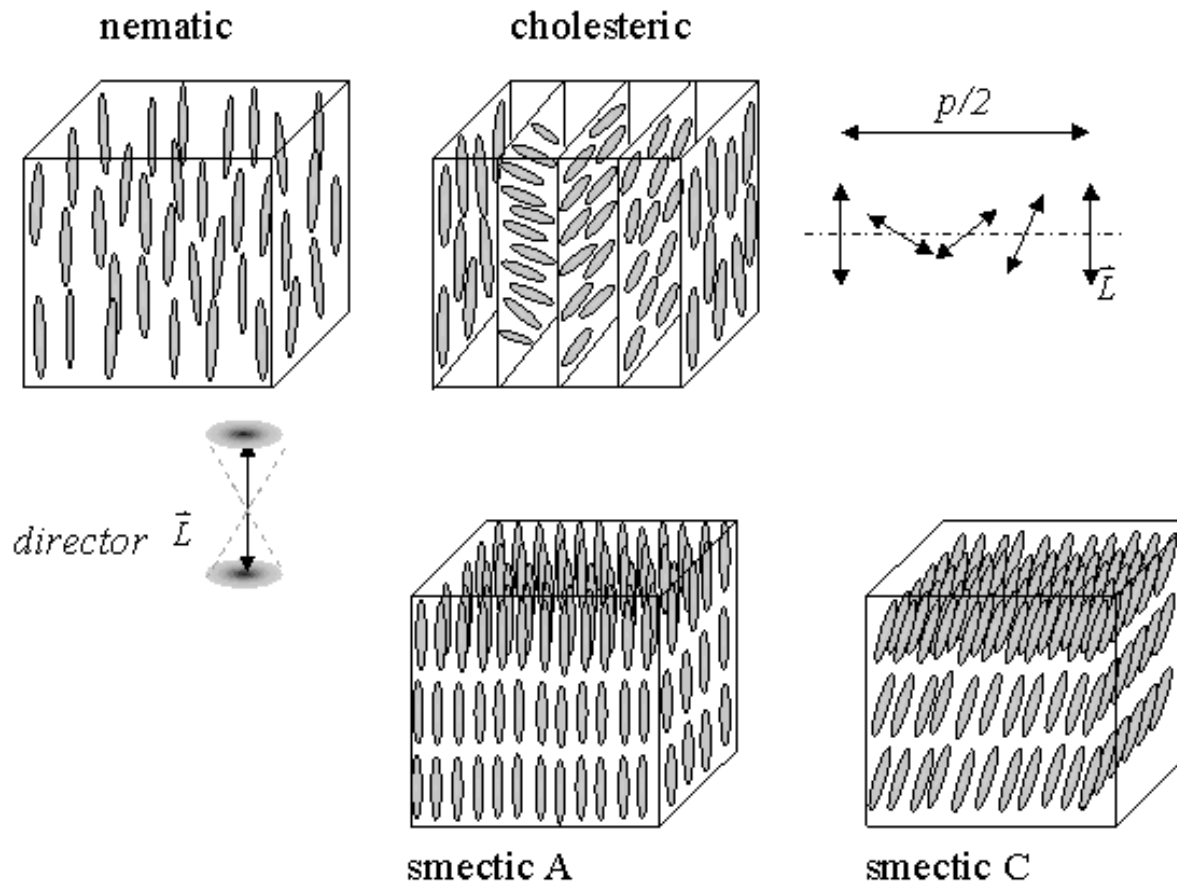 nematic
cholesteric
p/2
L⃗
director L⃗
smectic A
smectic C